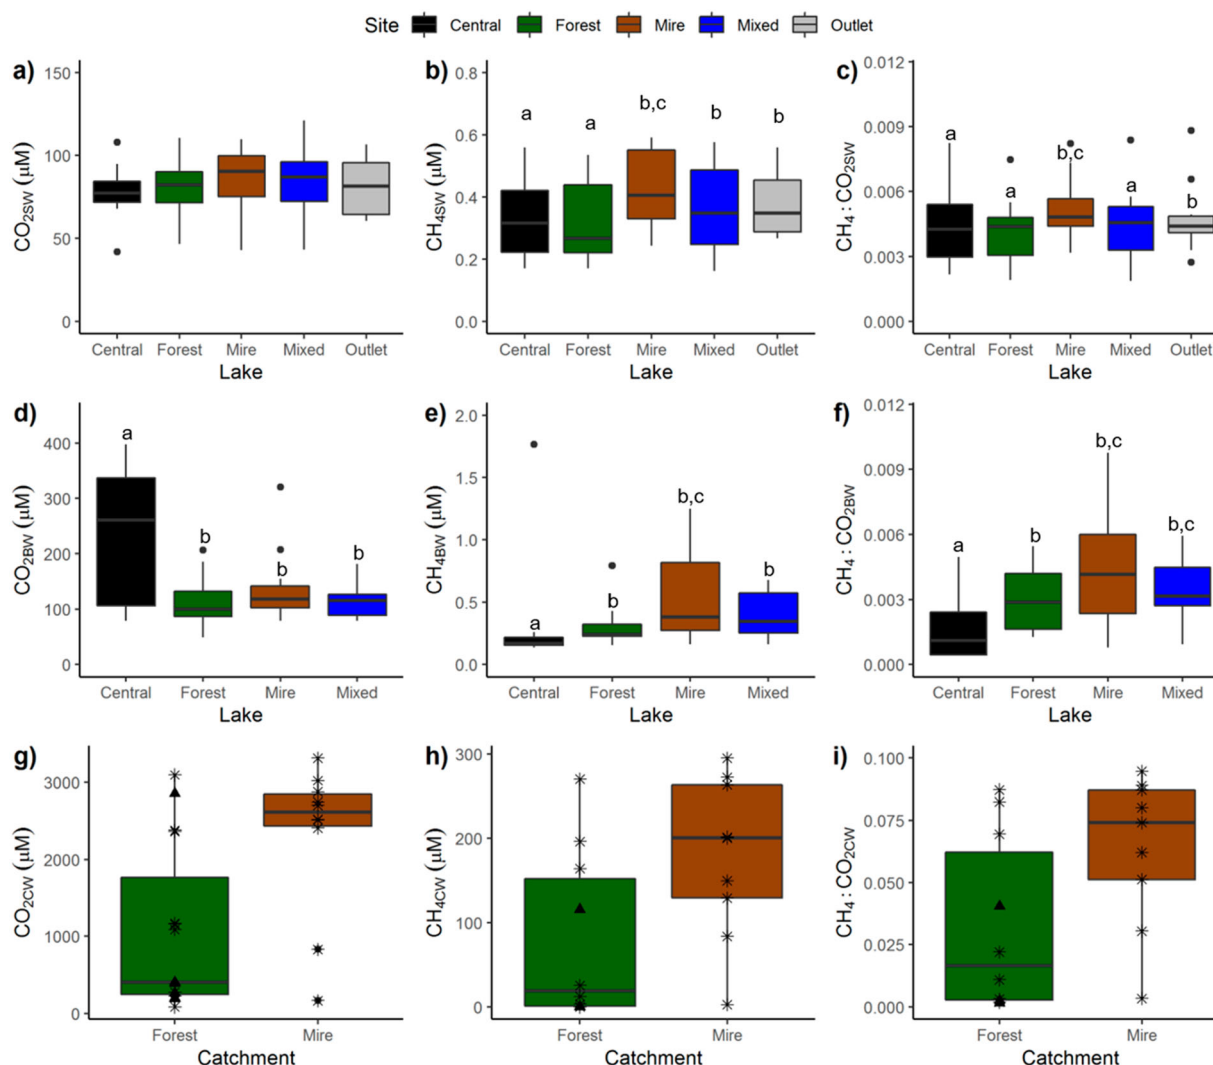 Site Central Forest Mire Mixed Outlet
a) b) c)
CO2SW (μM)
150
100
50
0
Central Forest Mire Mixed Outlet
Lake
CH4SW (μM)
0.8
0.6
0.4
0.2
0.0
a a b,c b b
Central Forest Mire Mixed Outlet
Lake
CH4 : CO2SW
0.012
0.009
0.006
0.003
0.000
a a b,c a b
Central Forest Mire Mixed Outlet
Lake
d) e) f)
CO2BW (μM)
400
300
200
100
0
a b b b
Central Forest Mire Mixed
Lake
CH4BW (μM)
2.0
1.5
1.0
0.5
0.0
a b b,c b
Central Forest Mire Mixed
Lake
CH4 : CO2BW
0.012
0.009
0.006
0.003
0.000
a b b,c b,c
Central Forest Mire Mixed
Lake
g) h) i)
CO2CW (μM)
3000
2000
1000
0
Forest Mire
Catchment
CH4CW (μM)
300
200
100
0
Forest Mire
Catchment
CH4 : CO2CW
0.100
0.075
0.050
0.025
0.000
Forest Mire
Catchment